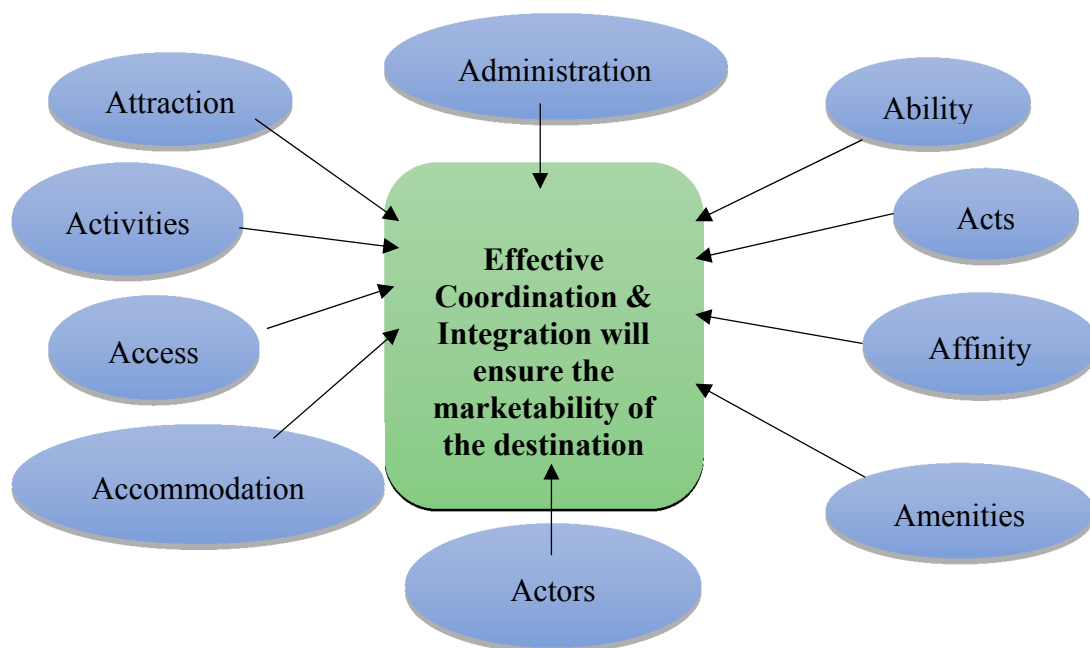 Administration
Attraction
Ability
Activities
Acts
Effective
Coordination &
Integration will
ensure the
marketability of
the destination
Access
Affinity
Accommodation
Amenities
Actors